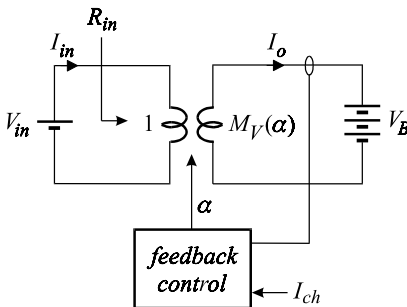 R_in
I_in
I_o
V_in
1
M_V(α)
V_B
α
feedback
control
I_ch